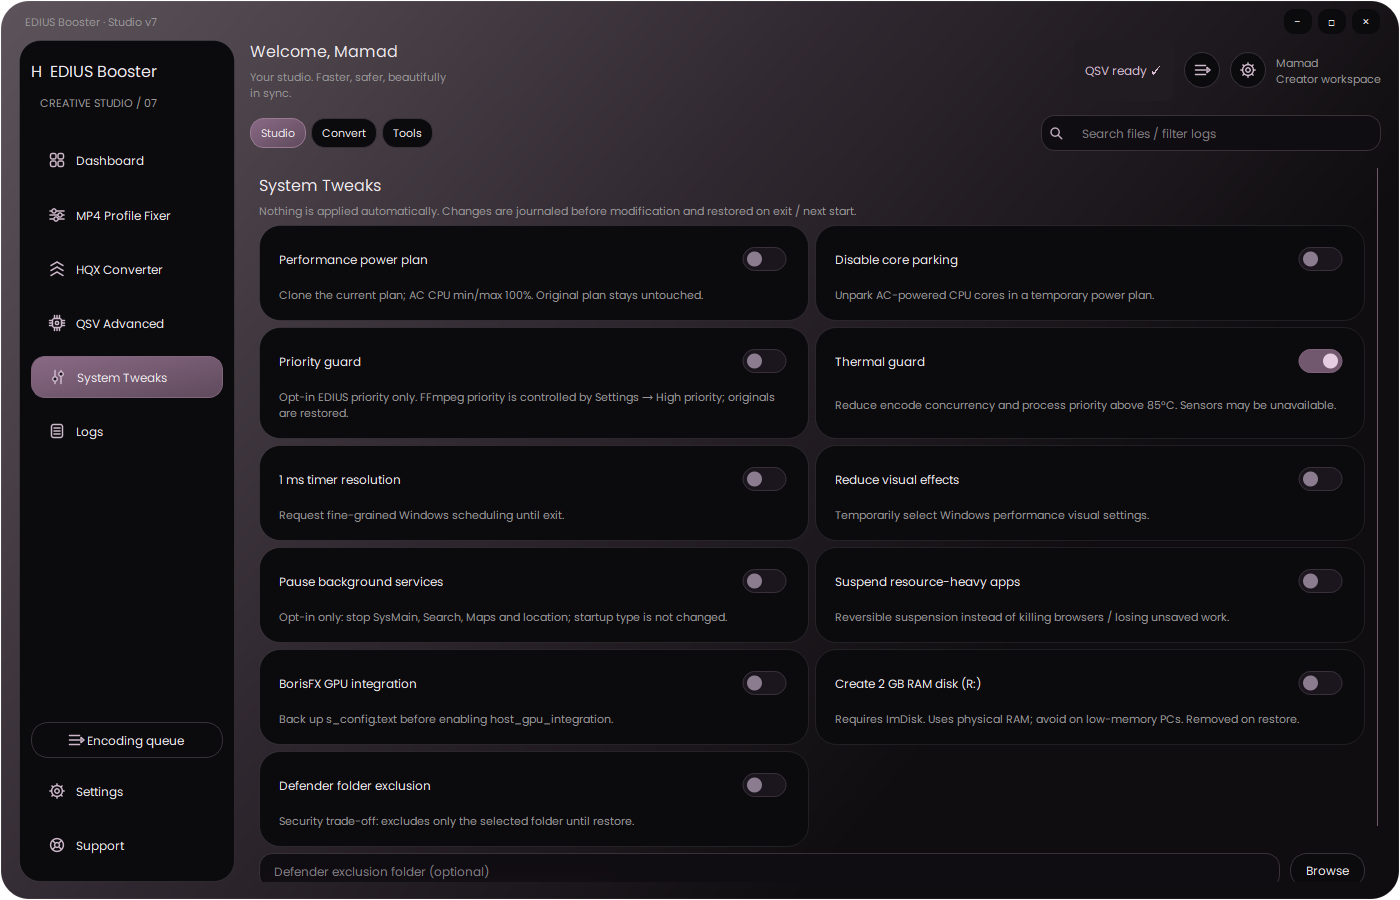 EDIUS Booster · Studio v7
H EDIUS Booster
CREATIVE STUDIO / 07
Dashboard
MP4 Profile Fixer
HQX Converter
QSV Advanced
System Tweaks
Logs
Encoding queue
Settings
Support
Welcome, Mamad
Your studio. Faster, safer, beautifully
in sync.
QSV ready ✓
Mamad
Creator workspace
Studio
Convert
Tools
Search files / filter logs
System Tweaks
Nothing is applied automatically. Changes are journaled before modification and restored on exit / next start.
Performance power plan
Clone the current plan; AC CPU min/max 100%. Original plan stays untouched.
Disable core parking
Unpark AC-powered CPU cores in a temporary power plan.
Priority guard
Opt-in EDIUS priority only. FFmpeg priority is controlled by Settings → High priority; originals
are restored.
Thermal guard
Reduce encode concurrency and process priority above 85°C. Sensors may be unavailable.
1 ms timer resolution
Request fine-grained Windows scheduling until exit.
Reduce visual effects
Temporarily select Windows performance visual settings.
Pause background services
Opt-in only: stop SysMain, Search, Maps and location; startup type is not changed.
Suspend resource-heavy apps
Reversible suspension instead of killing browsers / losing unsaved work.
BorisFX GPU integration
Back up s_config.text before enabling host_gpu_integration.
Create 2 GB RAM disk (R:)
Requires ImDisk. Uses physical RAM; avoid on low-memory PCs. Removed on restore.
Defender folder exclusion
Security trade-off: excludes only the selected folder until restore.
Defender exclusion folder (optional)
Browse